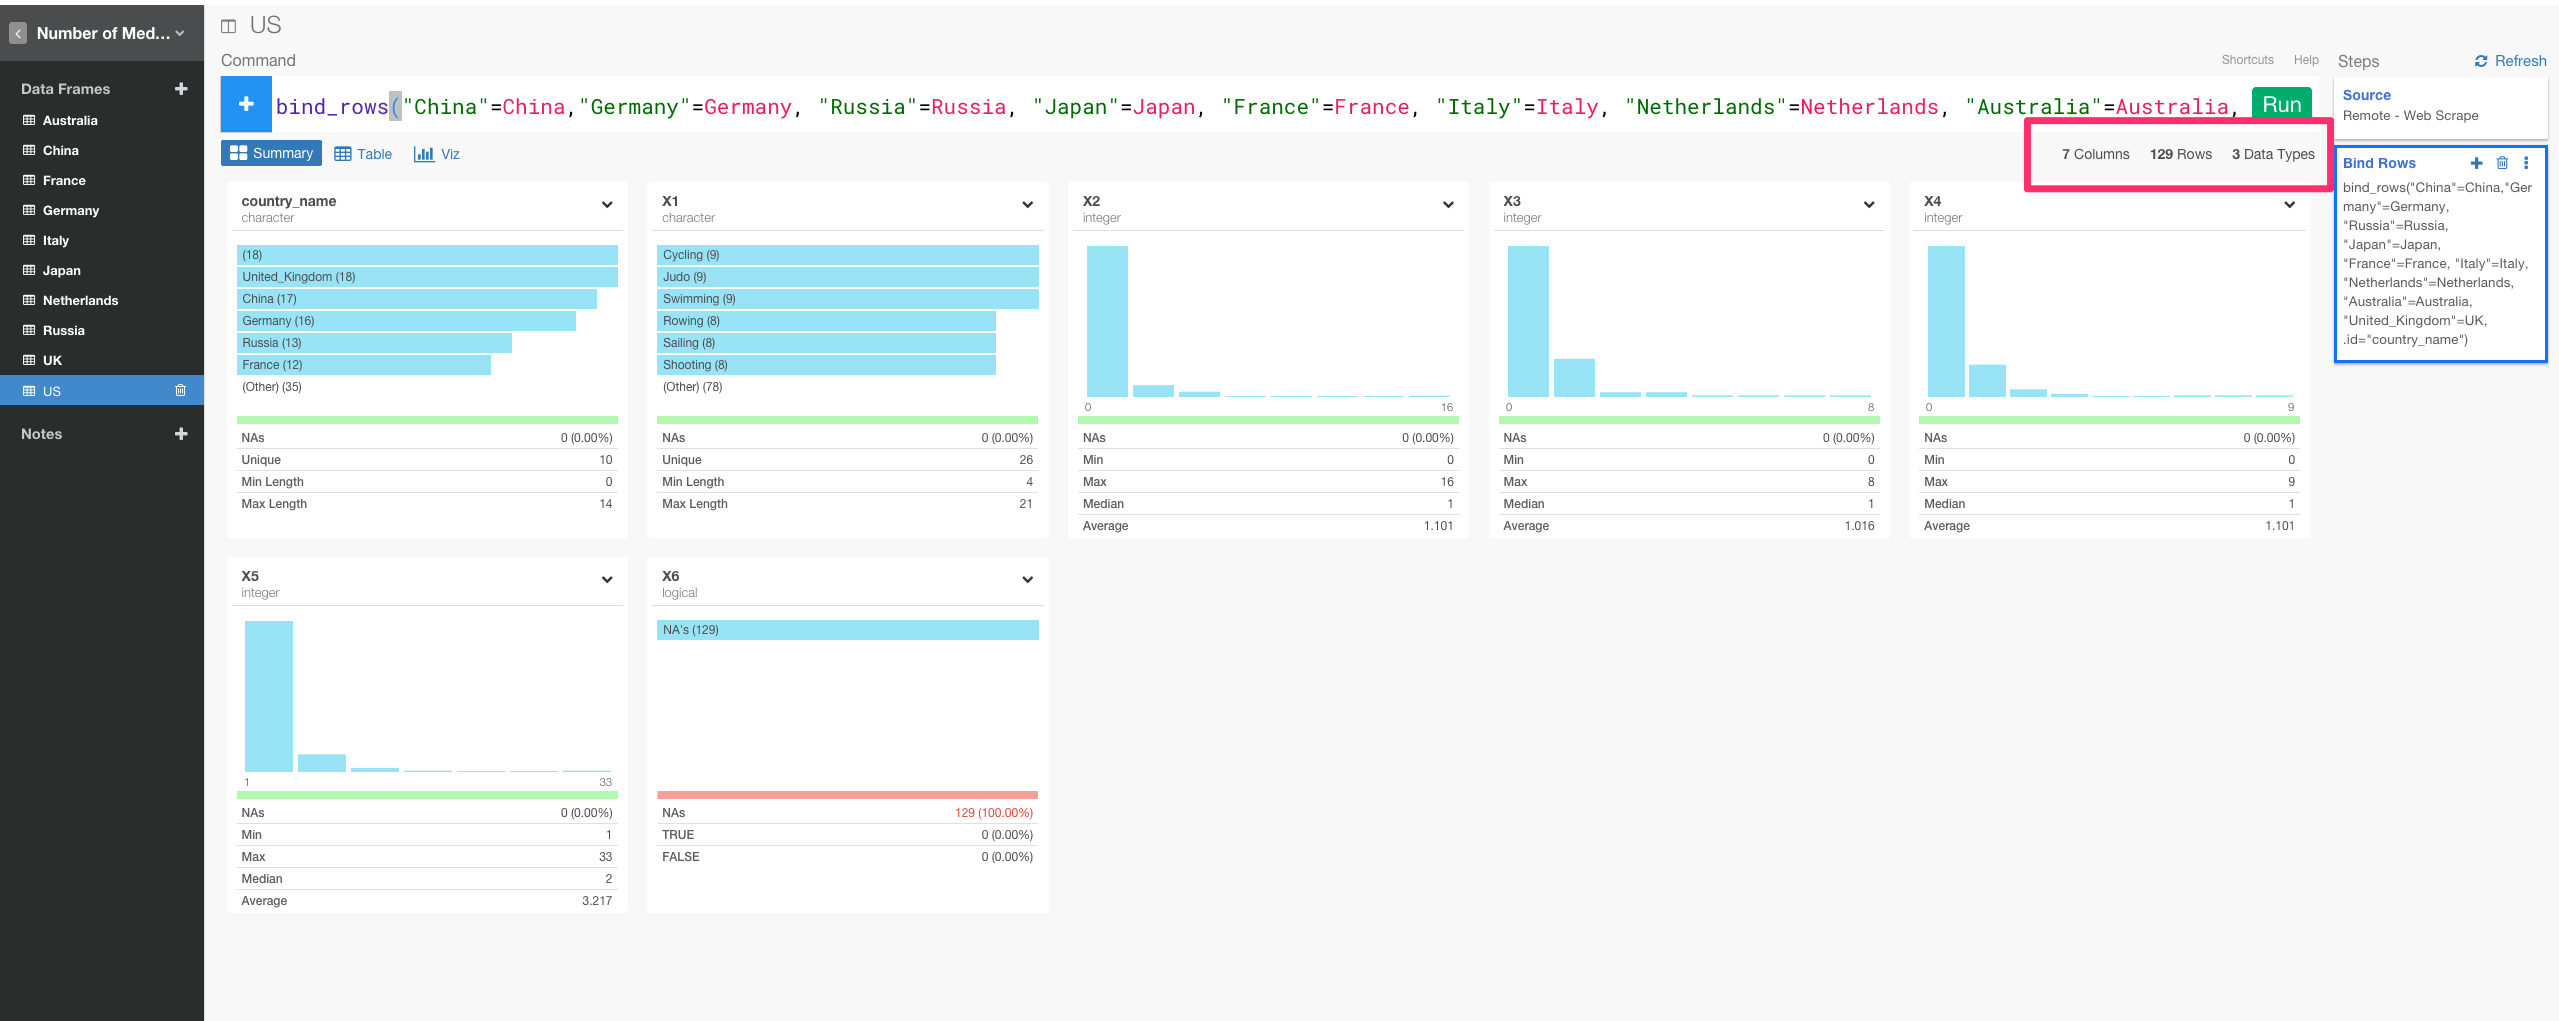 Number of Med...
Data Frames
Australia
China
France
Germany
Italy
Japan
Netherlands
Russia
UK
US
Notes
US
Command
Shortcuts Help
bind_rows("China"=China,"Germany"=Germany, "Russia"=Russia, "Japan"=Japan, "France"=France, "Italy"=Italy, "Netherlands"=Netherlands, "Australia"=Australia,
Run
Summary Table Viz
7 Columns 129 Rows 3 Data Types
country_name
character
(18)
United_Kingdom (18)
China (17)
Germany (16)
Russia (13)
France (12)
(Other) (35)
NAs 0 (0.00%)
Unique 10
Min Length 0
Max Length 14
X1
character
Cycling (9)
Judo (9)
Swimming (9)
Rowing (8)
Sailing (8)
Shooting (8)
(Other) (78)
NAs 0 (0.00%)
Unique 26
Min Length 4
Max Length 21
X2
integer
0 16
NAs 0 (0.00%)
Min 0
Max 16
Median 1
Average 1.101
X3
integer
0 8
NAs 0 (0.00%)
Min 0
Max 8
Median 1
Average 1.016
X4
integer
0 9
NAs 0 (0.00%)
Min 0
Max 9
Median 1
Average 1.101
X5
integer
1 33
NAs 0 (0.00%)
Min 1
Max 33
Median 2
Average 3.217
X6
logical
NA's (129)
NAs 129 (100.00%)
TRUE 0 (0.00%)
FALSE 0 (0.00%)
Steps Refresh
Source
Remote - Web Scrape
Bind Rows
bind_rows("China"=China,"Ger
many"=Germany,
"Russia"=Russia,
"Japan"=Japan,
"France"=France, "Italy"=Italy,
"Netherlands"=Netherlands,
"Australia"=Australia,
"United_Kingdom"=UK,
.id="country_name")